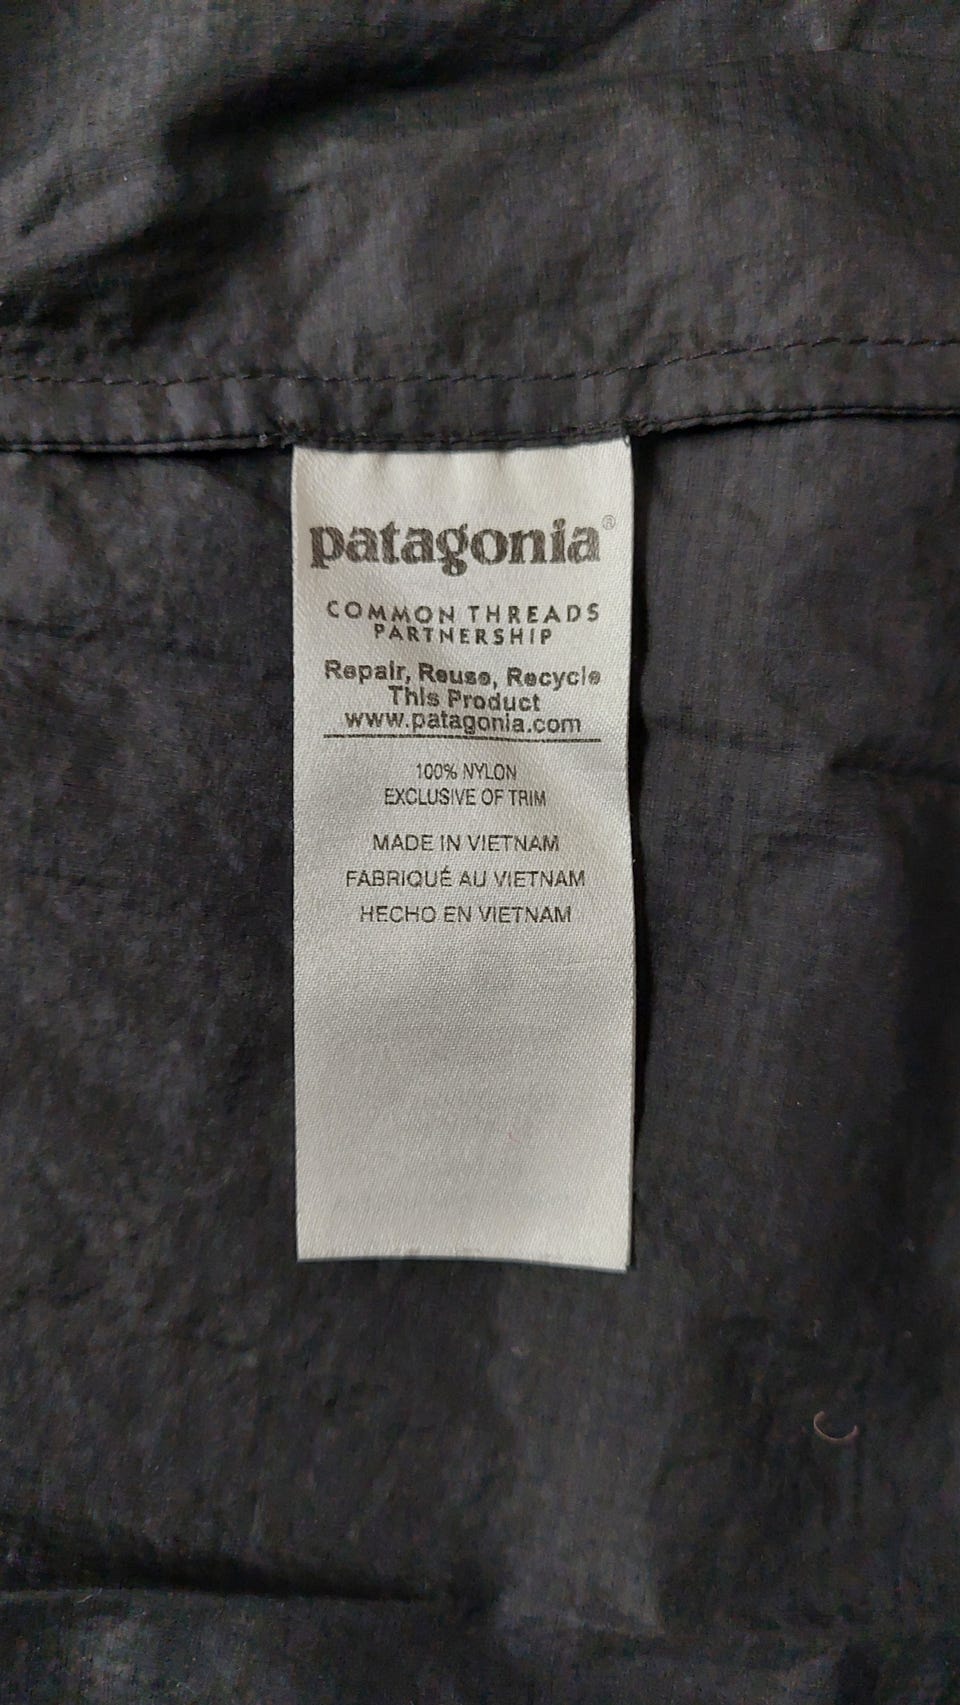 patagonia®
COMMON THREADS
PARTNERSHIP
Repair, Reuse, Recycle
This Product
www.patagonia.com
100% NYLON
EXCLUSIVE OF TRIM
MADE IN VIETNAM
FABRIQUÉ AU VIETNAM
HECHO EN VIETNAM